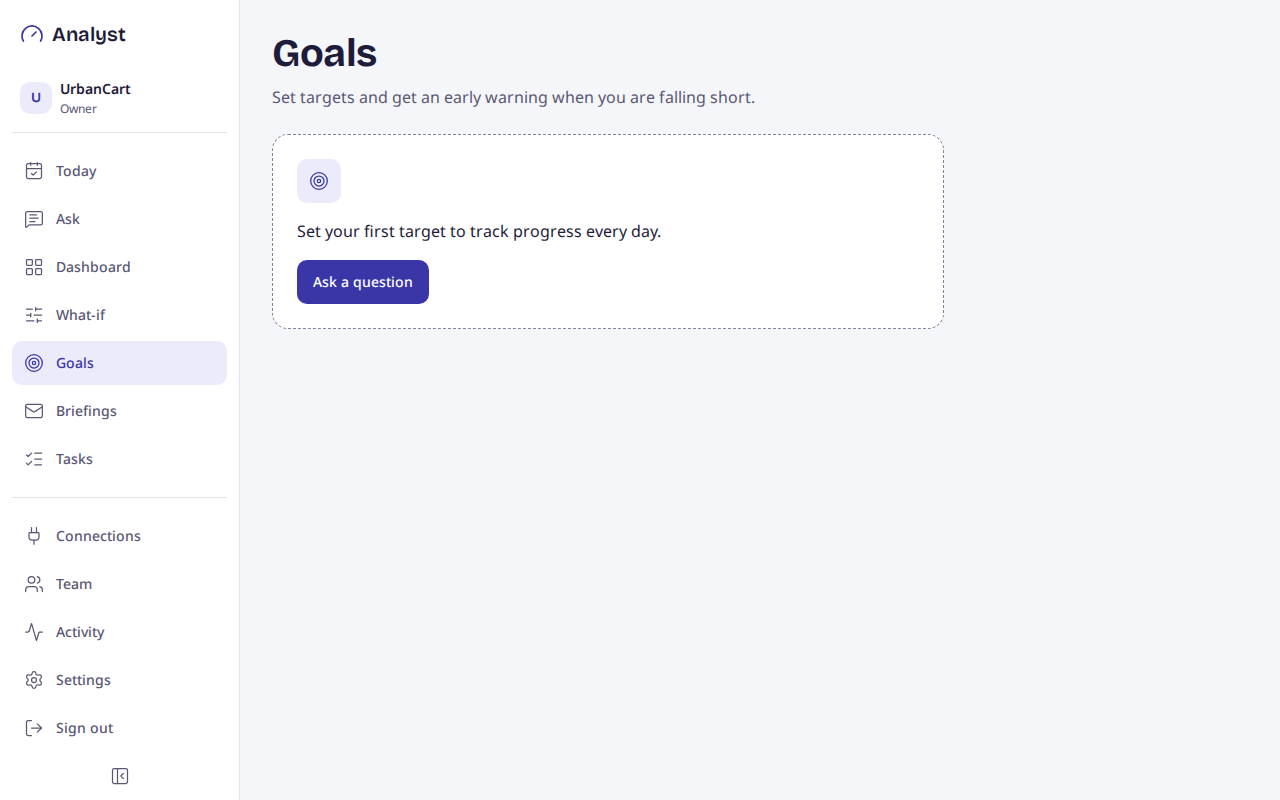 Analyst
U
UrbanCart
Owner
Today
Ask
Dashboard
What-if
Goals
Briefings
Tasks
Connections
Team
Activity
Settings
Sign out
Goals
Set targets and get an early warning when you are falling short.
Set your first target to track progress every day.
Ask a question